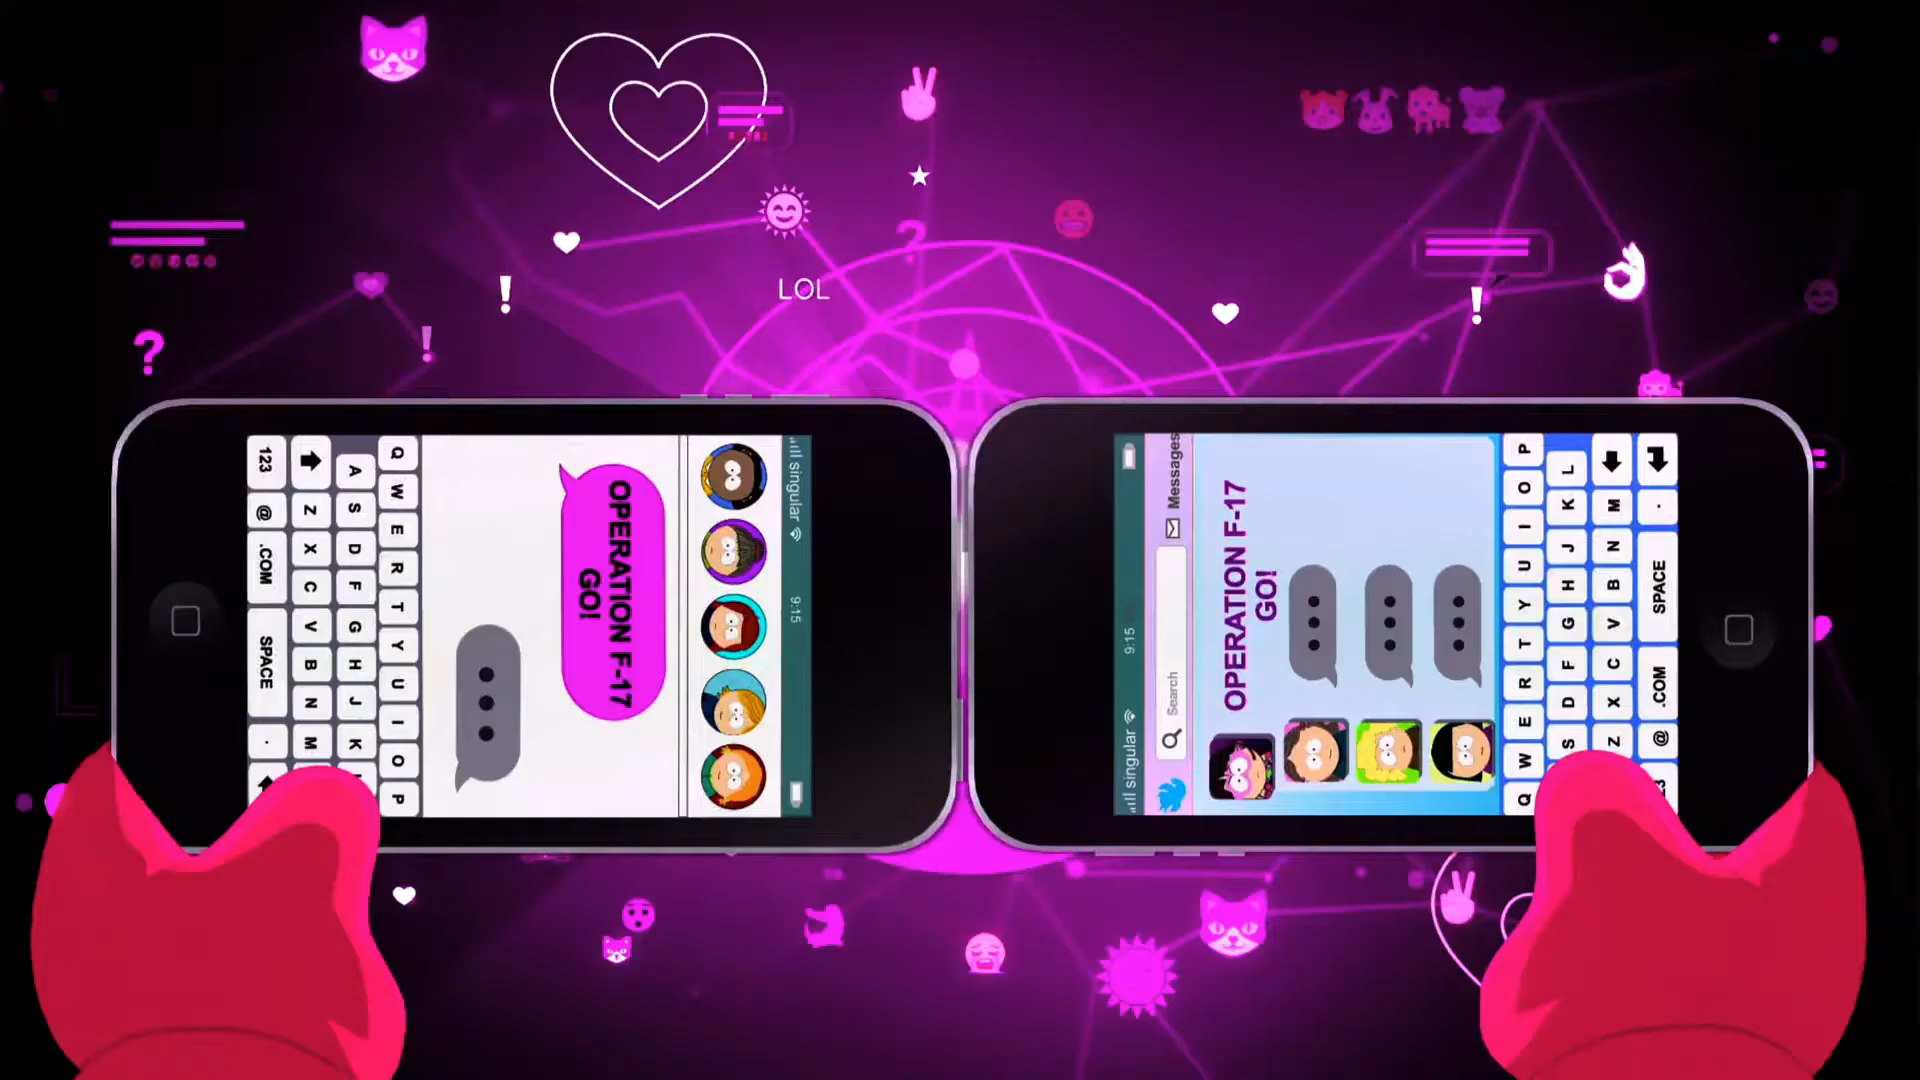 LOL
singular
9:15
OPERATION F-17
GO!
Q W E R T Y U I O P
A S D F G H J K
Z X C V B N M
123 @ .COM SPACE .
singular
9:15
Messages
Search
OPERATION F-17
GO!
Q W E R T Y U I O P
S D F G H J K L
Z X C V B N M
@ .COM SPACE .